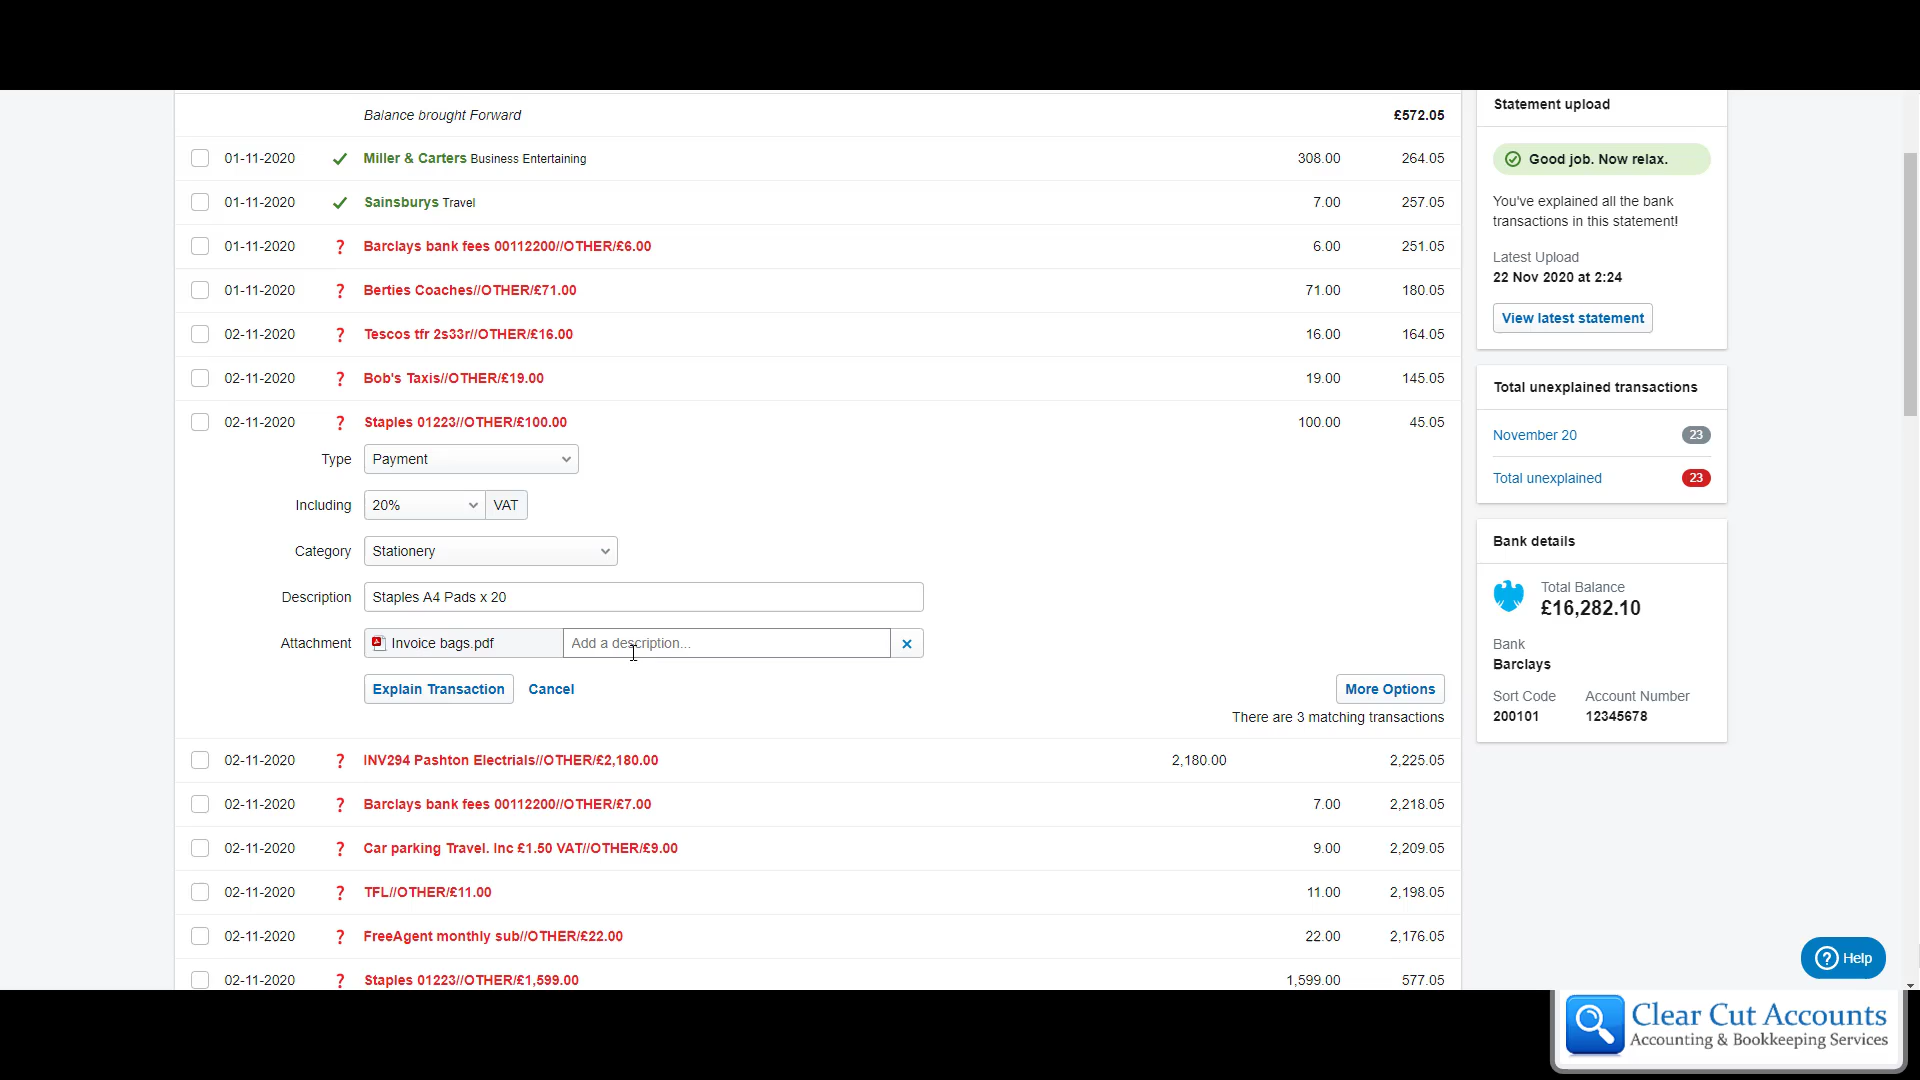 Balance brought Forward £572.05
01-11-2020 Miller & Carters Business Entertaining 308.00 264.05
01-11-2020 Sainsburys Travel 7.00 257.05
01-11-2020 ? Barclays bank fees 00112200//OTHER/£6.00 6.00 251.05
01-11-2020 ? Berties Coaches//OTHER/£71.00 71.00 180.05
02-11-2020 ? Tescos tfr 2s33r//OTHER/£16.00 16.00 164.05
02-11-2020 ? Bob's Taxis//OTHER/£19.00 19.00 145.05
02-11-2020 ? Staples 01223//OTHER/£100.00 100.00 45.05
Type Payment
Including 20% VAT
Category Stationery
Description Staples A4 Pads x 20
Attachment Invoice bags.pdf Add a description...
Explain Transaction Cancel More Options
There are 3 matching transactions
02-11-2020 ? INV294 Pashton Electrials//OTHER/£2,180.00 2,180.00 2,225.05
02-11-2020 ? Barclays bank fees 00112200//OTHER/£7.00 7.00 2,218.05
02-11-2020 ? Car parking Travel. Inc £1.50 VAT//OTHER/£9.00 9.00 2,209.05
02-11-2020 ? TFL//OTHER/£11.00 11.00 2,198.05
02-11-2020 ? FreeAgent monthly sub//OTHER/£22.00 22.00 2,176.05
02-11-2020 ? Staples 01223//OTHER/£1,599.00 1,599.00 577.05
Statement upload
Good job. Now relax.
You've explained all the bank
transactions in this statement!
Latest Upload
22 Nov 2020 at 2:24
View latest statement
Total unexplained transactions
November 20 23
Total unexplained 23
Bank details
Total Balance
£16,282.10
Bank
Barclays
Sort Code Account Number
200101 12345678
? Help
Clear Cut Accounts
Accounting & Bookkeeping Services